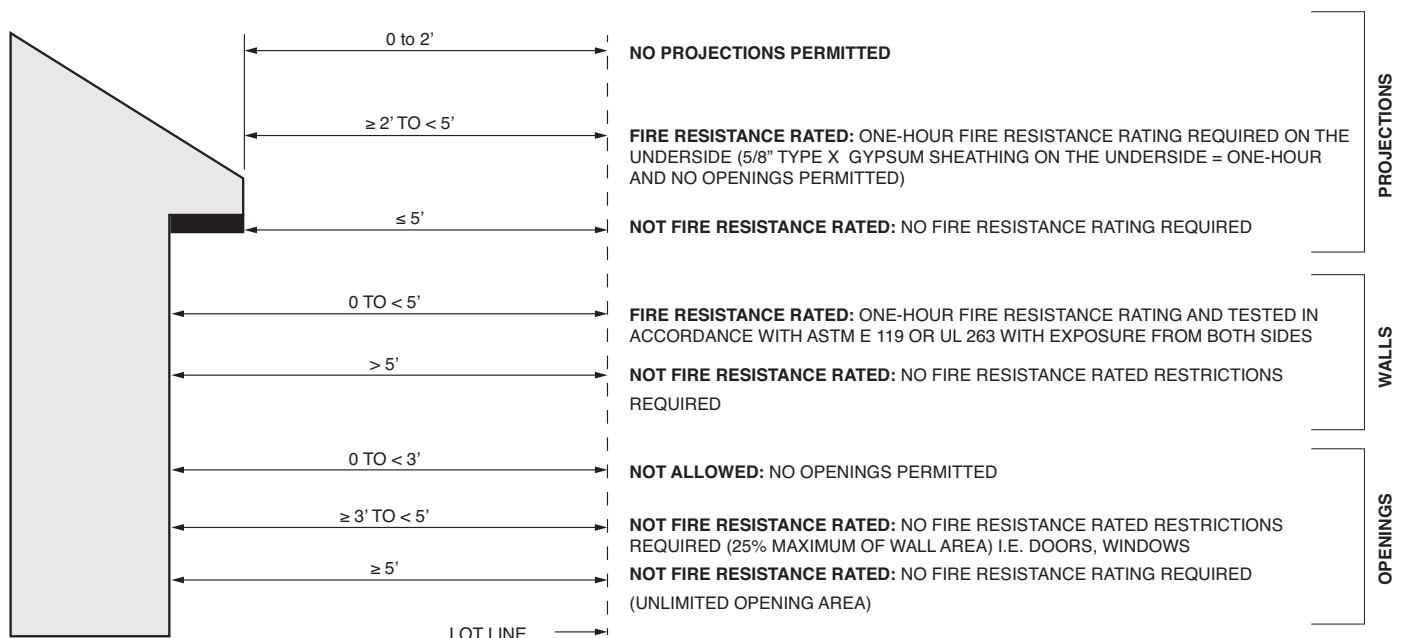 0 to 2'
NO PROJECTIONS PERMITTED
≥ 2' TO < 5'
FIRE RESISTANCE RATED: ONE-HOUR FIRE RESISTANCE RATING REQUIRED ON THE
UNDERSIDE (5/8" TYPE X GYPSUM SHEATHING ON THE UNDERSIDE = ONE-HOUR
AND NO OPENINGS PERMITTED)
≤ 5'
NOT FIRE RESISTANCE RATED: NO FIRE RESISTANCE RATING REQUIRED
PROJECTIONS
0 TO < 5'
FIRE RESISTANCE RATED: ONE-HOUR FIRE RESISTANCE RATING AND TESTED IN
ACCORDANCE WITH ASTM E 119 OR UL 263 WITH EXPOSURE FROM BOTH SIDES
> 5'
NOT FIRE RESISTANCE RATED: NO FIRE RESISTANCE RATED RESTRICTIONS
REQUIRED
WALLS
0 TO < 3'
NOT ALLOWED: NO OPENINGS PERMITTED
≥ 3' TO < 5'
NOT FIRE RESISTANCE RATED: NO FIRE RESISTANCE RATED RESTRICTIONS
REQUIRED (25% MAXIMUM OF WALL AREA) I.E. DOORS, WINDOWS
≥ 5'
NOT FIRE RESISTANCE RATED: NO FIRE RESISTANCE RATING REQUIRED
(UNLIMITED OPENING AREA)
OPENINGS
LOT LINE